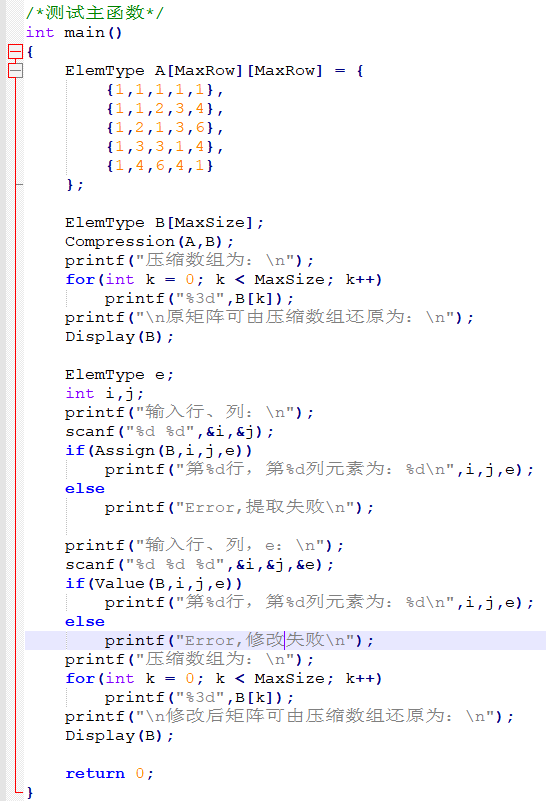 /*测试主函数*/
int main()
{
    ElemType A[MaxRow][MaxRow] = {
        {1,1,1,1,1},
        {1,1,2,3,4},
        {1,2,1,3,6},
        {1,3,3,1,4},
        {1,4,6,4,1}
    };
    ElemType B[MaxSize];
    Compression(A,B);
    printf("压缩数组为：\n");
    for(int k = 0; k < MaxSize; k++)
        printf("%3d",B[k]);
    printf("\n原矩阵可由压缩数组还原为：\n");
    Display(B);
    ElemType e;
    int i,j;
    printf("输入行、列：\n");
    scanf("%d %d",&i,&j);
    if(Assign(B,i,j,e))
        printf("第%d行，第%d列元素为：%d\n",i,j,e);
    else
        printf("Error,提取失败\n");
    printf("输入行、列，e：\n");
    scanf("%d %d %d",&i,&j,&e);
    if(Value(B,i,j,e))
        printf("第%d行，第%d列元素为：%d\n",i,j,e);
    else
        printf("Error,修改失败\n");
    printf("压缩数组为：\n");
    for(int k = 0; k < MaxSize; k++)
        printf("%3d",B[k]);
    printf("\n修改后矩阵可由压缩数组还原为：\n");
    Display(B);
    return 0;
}